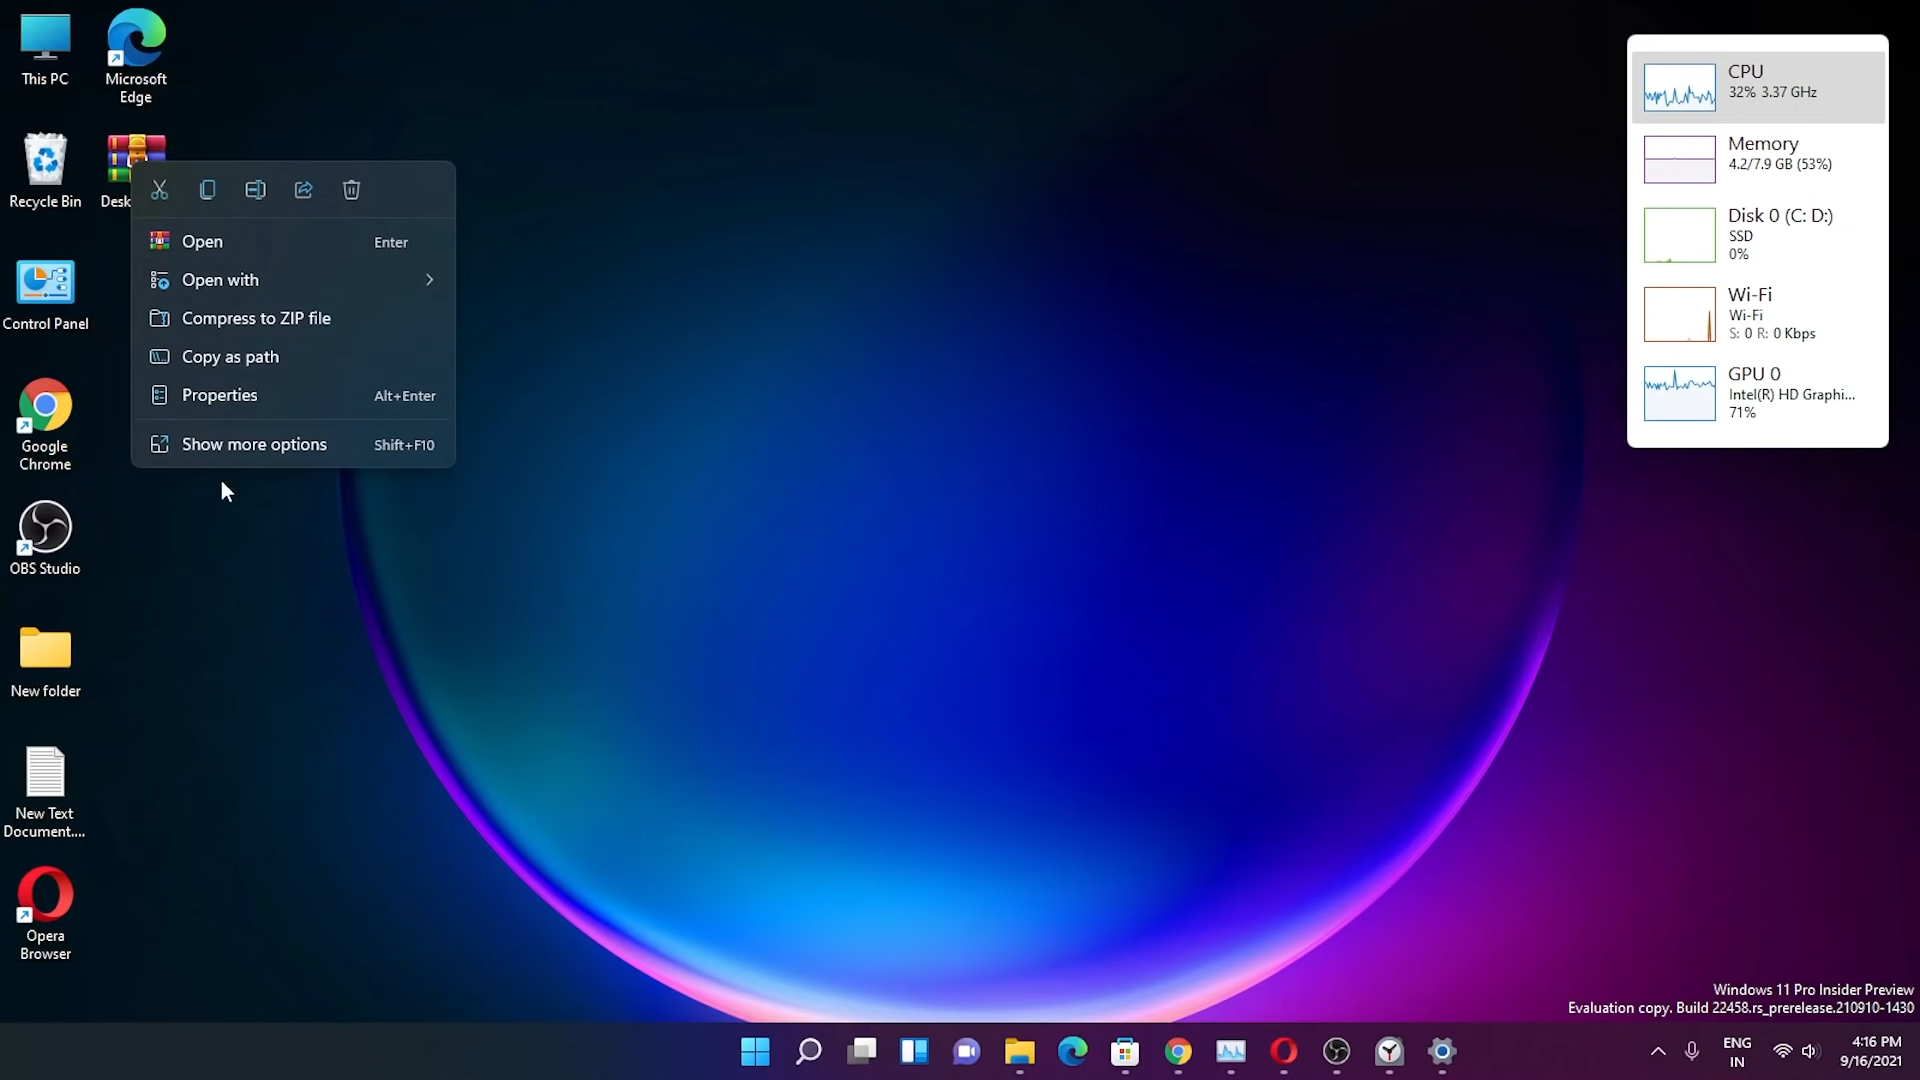 This PC
Microsoft
Edge
Recycle Bin
Control Panel
Google
Chrome
OBS Studio
New folder
New Text
Document....
Opera
Browser
Open Enter
Open with
Compress to ZIP file
Copy as path
Properties Alt+Enter
Show more options Shift+F10
CPU
32% 3.37 GHz
Memory
4.2/7.9 GB (53%)
Disk 0 (C: D:)
SSD
0%
Wi-Fi
Wi-Fi
S: 0 R: 0 Kbps
GPU 0
Intel(R) HD Graphi...
71%
Windows 11 Pro Insider Preview
Evaluation copy. Build 22458.rs_prerelease.210910-1430
ENG
IN
4:16 PM
9/16/2021